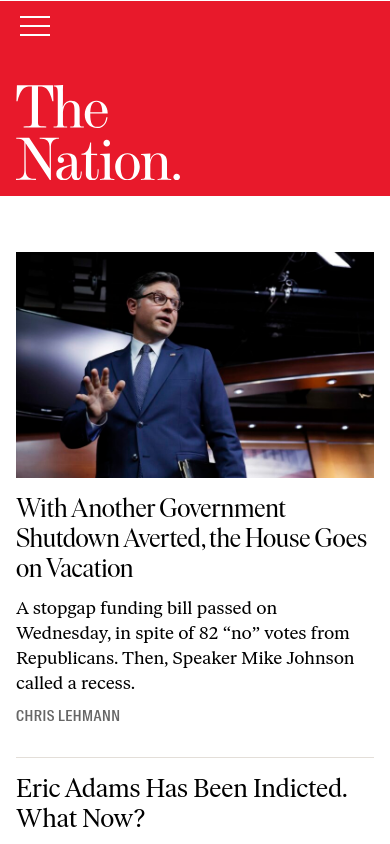 The
Nation.
With Another Government
Shutdown Averted, the House Goes
on Vacation
A stopgap funding bill passed on
Wednesday, in spite of 82 “no” votes from
Republicans. Then, Speaker Mike Johnson
called a recess.
CHRIS LEHMANN
Eric Adams Has Been Indicted.
What Now?